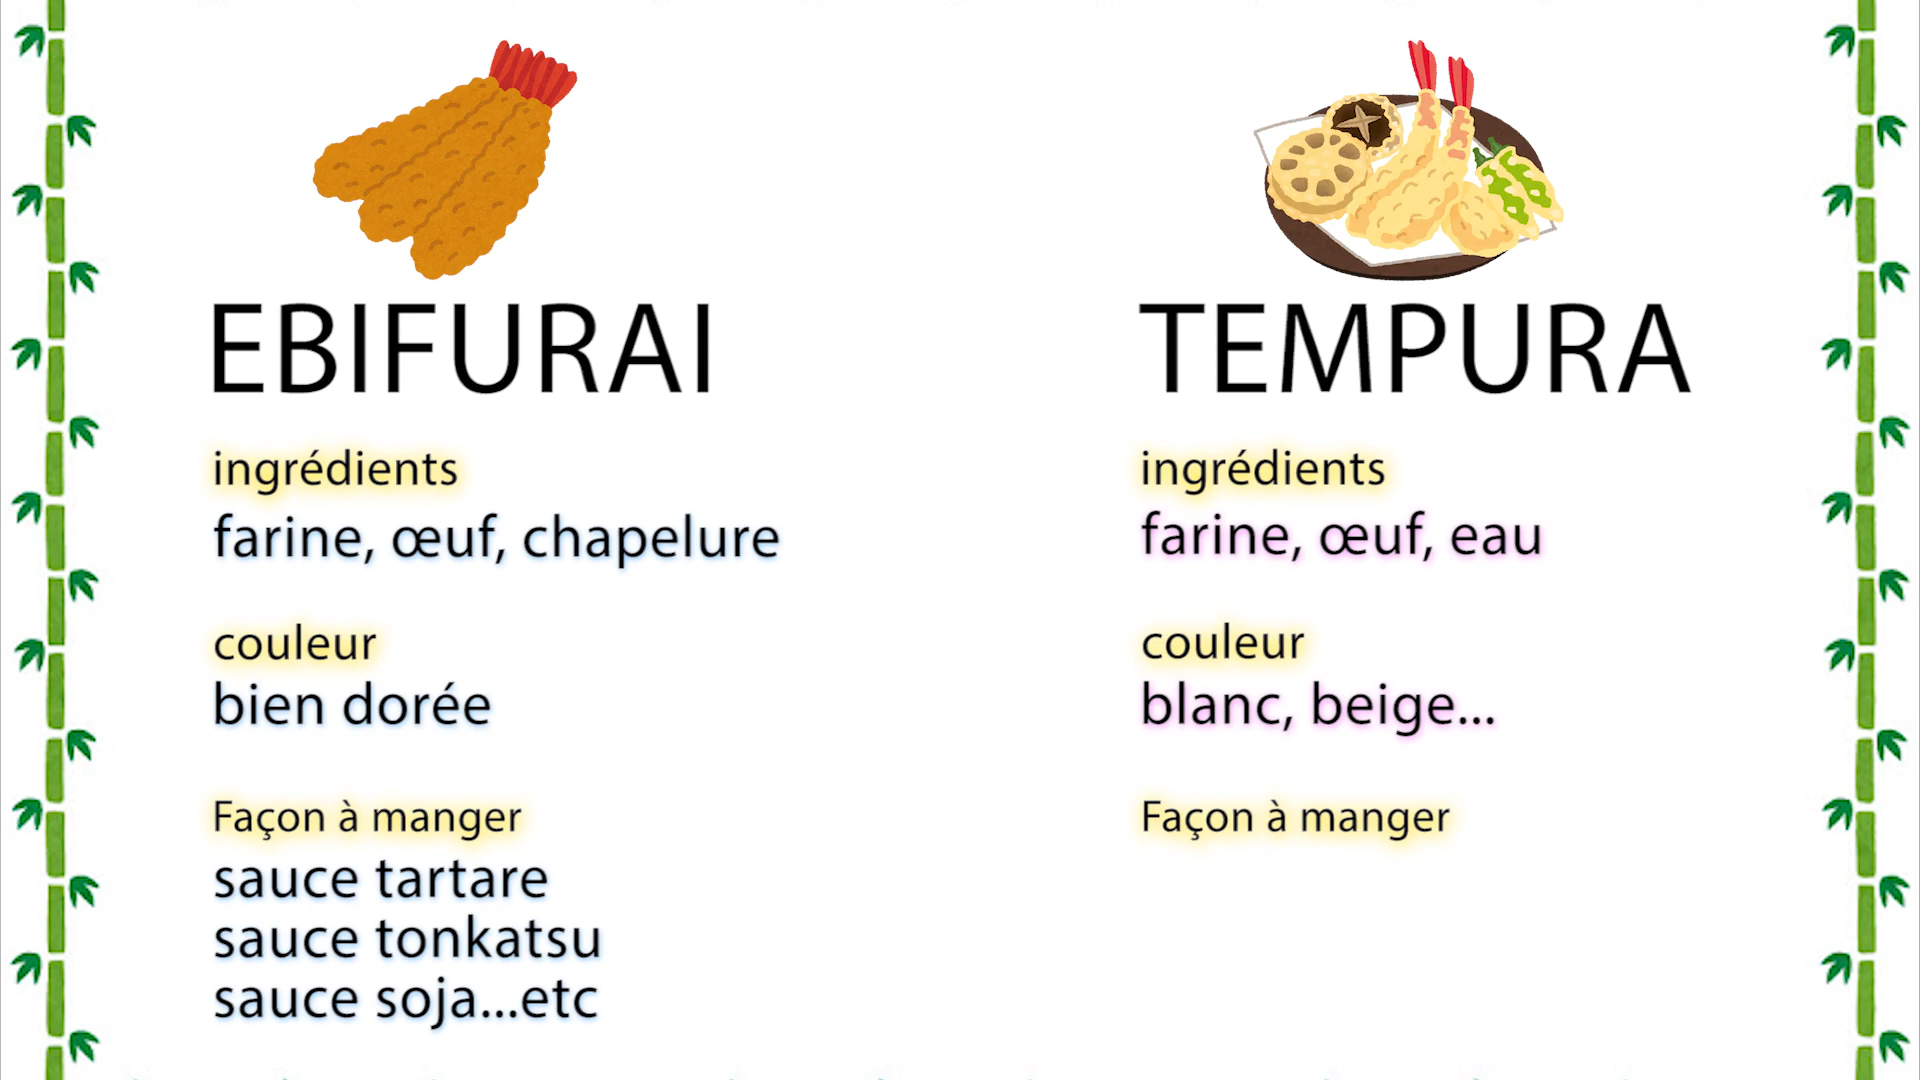 EBIFURAI
ingrédients
farine, œuf, chapelure
couleur
bien dorée
Façon à manger
sauce tartare
sauce tonkatsu
sauce soja...etc
TEMPURA
ingrédients
farine, œuf, eau
couleur
blanc, beige...
Façon à manger